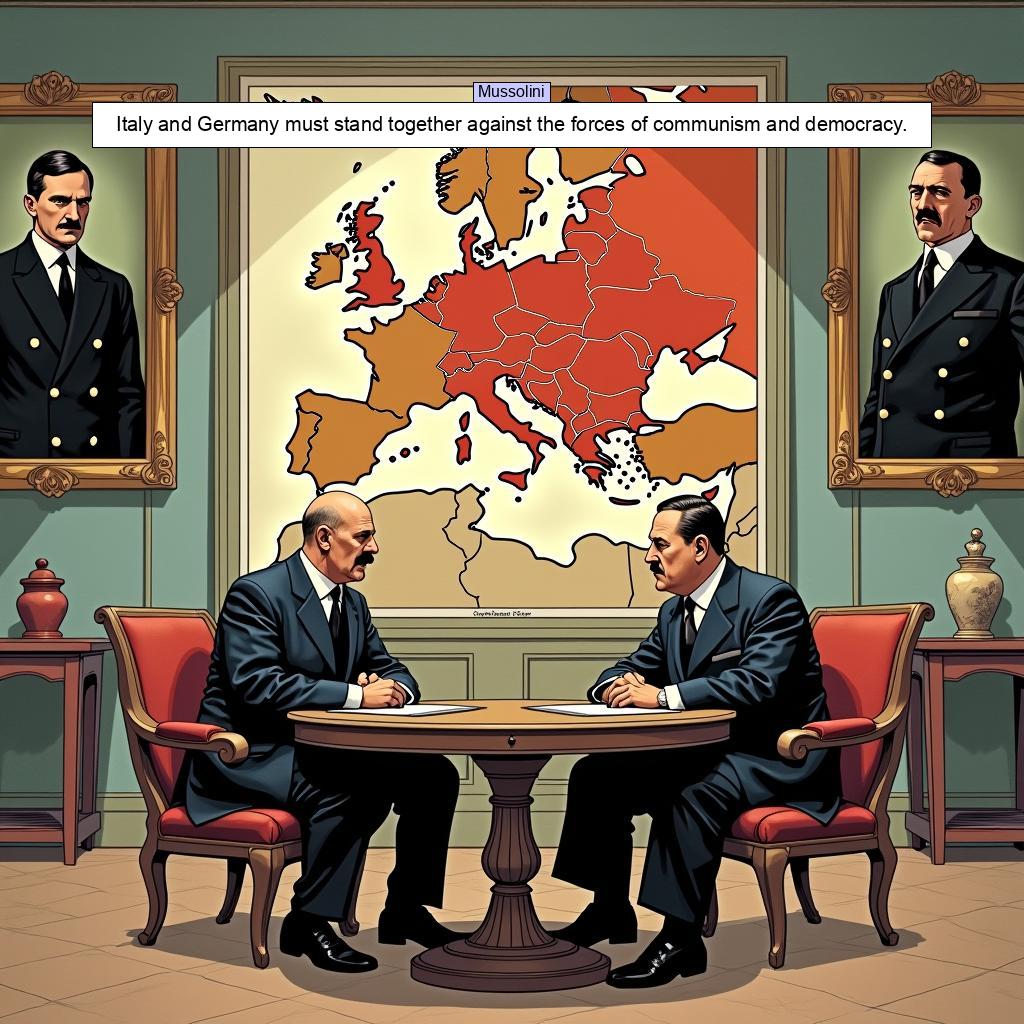 Mussolini
Italy and Germany must stand together against the forces of communism and democracy.